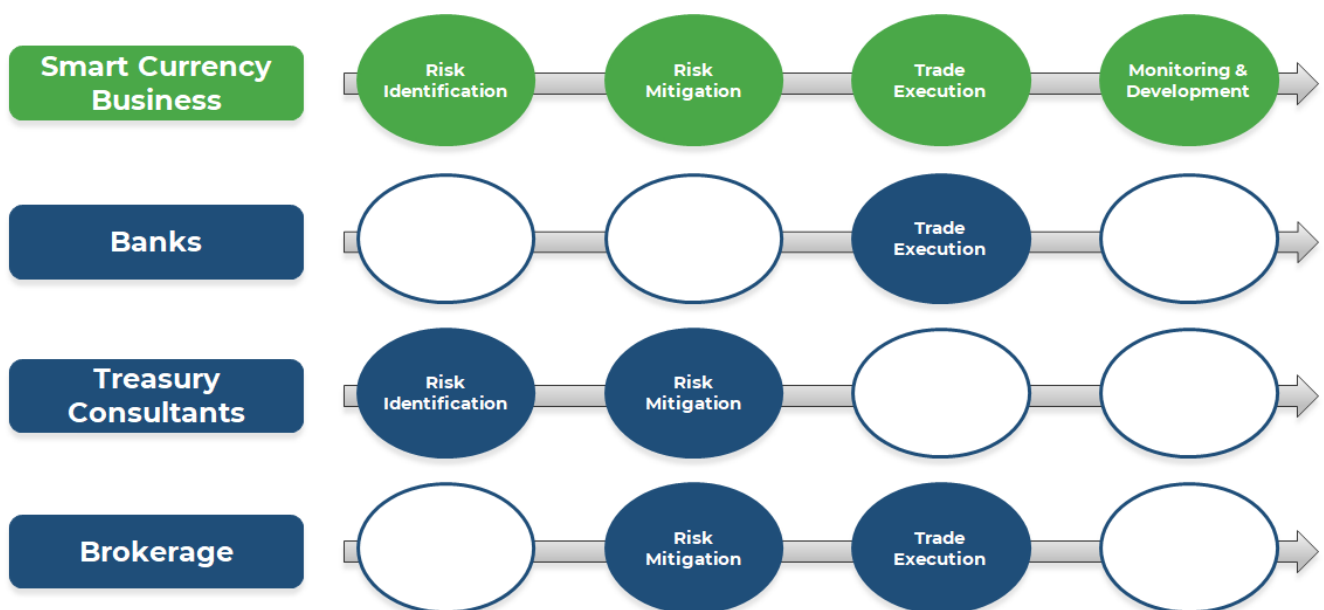 Smart Currency
Business
Risk
Identification
Risk
Mitigation
Trade
Execution
Monitoring &
Development
Banks
Trade
Execution
Treasury
Consultants
Risk
Identification
Risk
Mitigation
Brokerage
Risk
Mitigation
Trade
Execution